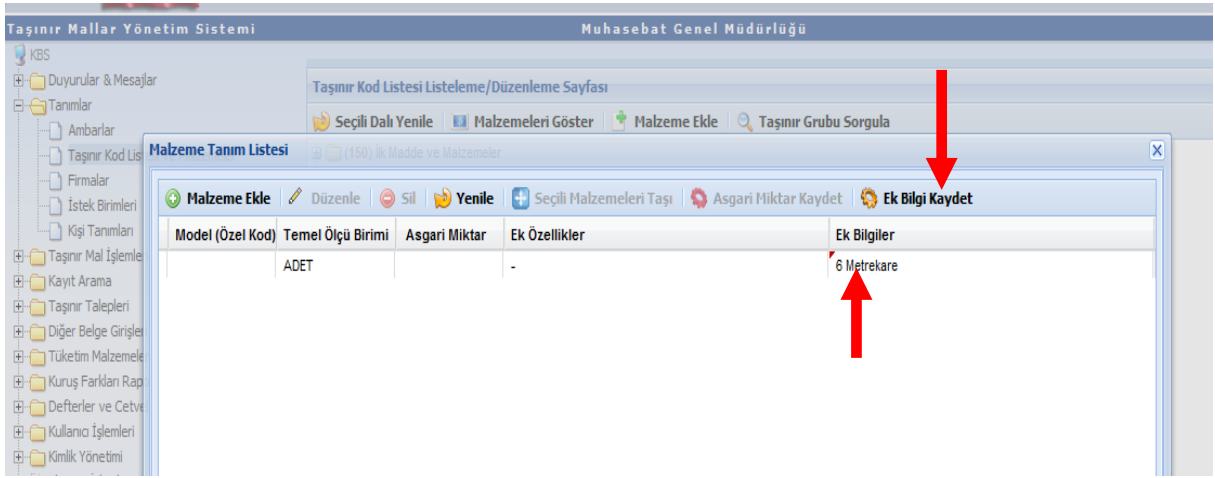 Taşınır Mallar Yönetim Sistemi
Muhasebat Genel Müdürlüğü
KBS
Duyurular & Mesajlar
Tanımlar
Ambarlar
Taşınır Kod Lis
Firmalar
İstek Birimleri
Kişi Tanımları
Taşınır Mal İşlemle
Kayıt Arama
Taşınır Talepleri
Diğer Belge Girişler
Tüketim Malzemele
Kuruş Farkları Rap
Defterler ve Cetve
Kullanıcı İşlemleri
Kimlik Yönetimi
Taşınır Kod Listesi Listeleme/Düzenleme Sayfası
Seçili Dalı Yenile Malzemeleri Göster Malzeme Ekle Taşınır Grubu Sorgula
(150) İlk Madde ve Malzemeler
Malzeme Tanım Listesi
Malzeme Ekle Düzenle Sil Yenile Seçili Malzemeleri Taşı Asgari Miktar Kaydet Ek Bilgi Kaydet
Model (Özel Kod) Temel Ölçü Birimi Asgari Miktar Ek Özellikler Ek Bilgiler
ADET - 6 Metrekare